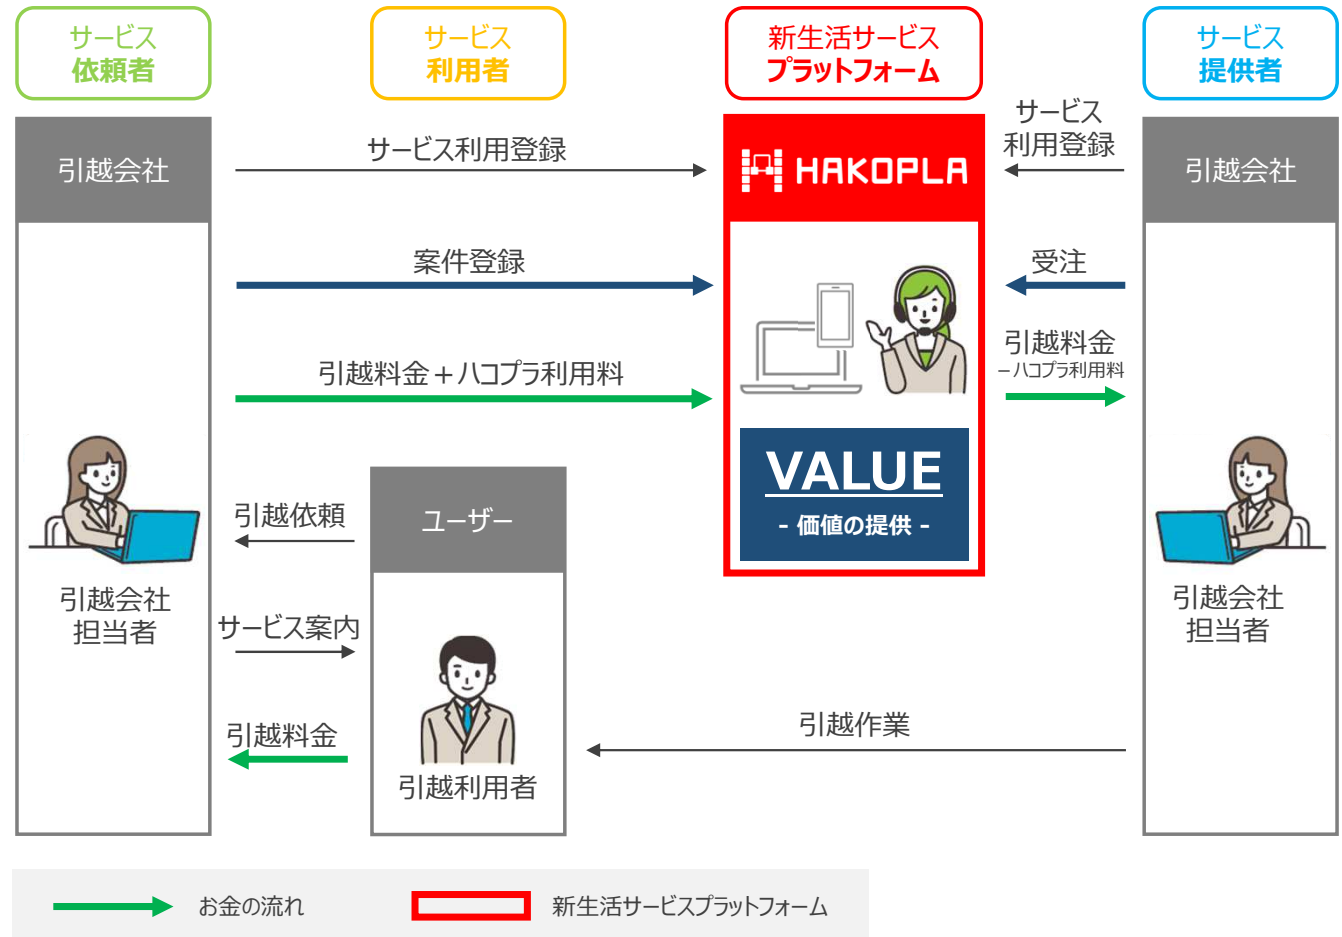 サービス
依頼者
サービス
利用者
新生活サービス
プラットフォーム
サービス
提供者
引越会社
サービス利用登録
HAKOPLA
サービス
利用登録
引越会社
案件登録
受注
引越料金+ハコプラ利用料
引越料金
-ハコプラ利用料
VALUE
- 価値の提供 -
引越依頼
ユーザー
引越会社
担当者
サービス案内
引越会社
担当者
引越料金
引越作業
引越利用者
お金の流れ
新生活サービスプラットフォーム